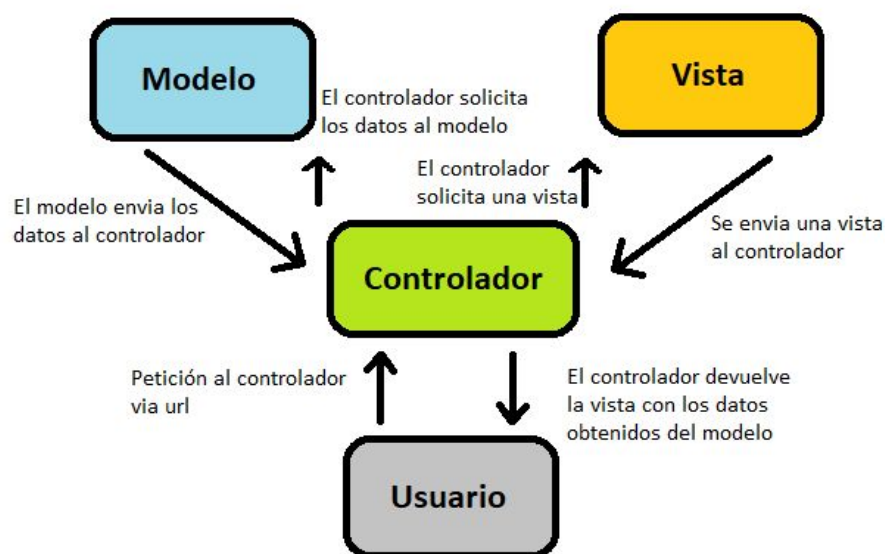 Modelo
Vista
El controlador solicita
los datos al modelo
El controlador
solicita una vista
El modelo envia los
datos al controlador
Se envia una vista
al controlador
Controlador
Petición al controlador
via url
El controlador devuelve
la vista con los datos
obtenidos del modelo
Usuario